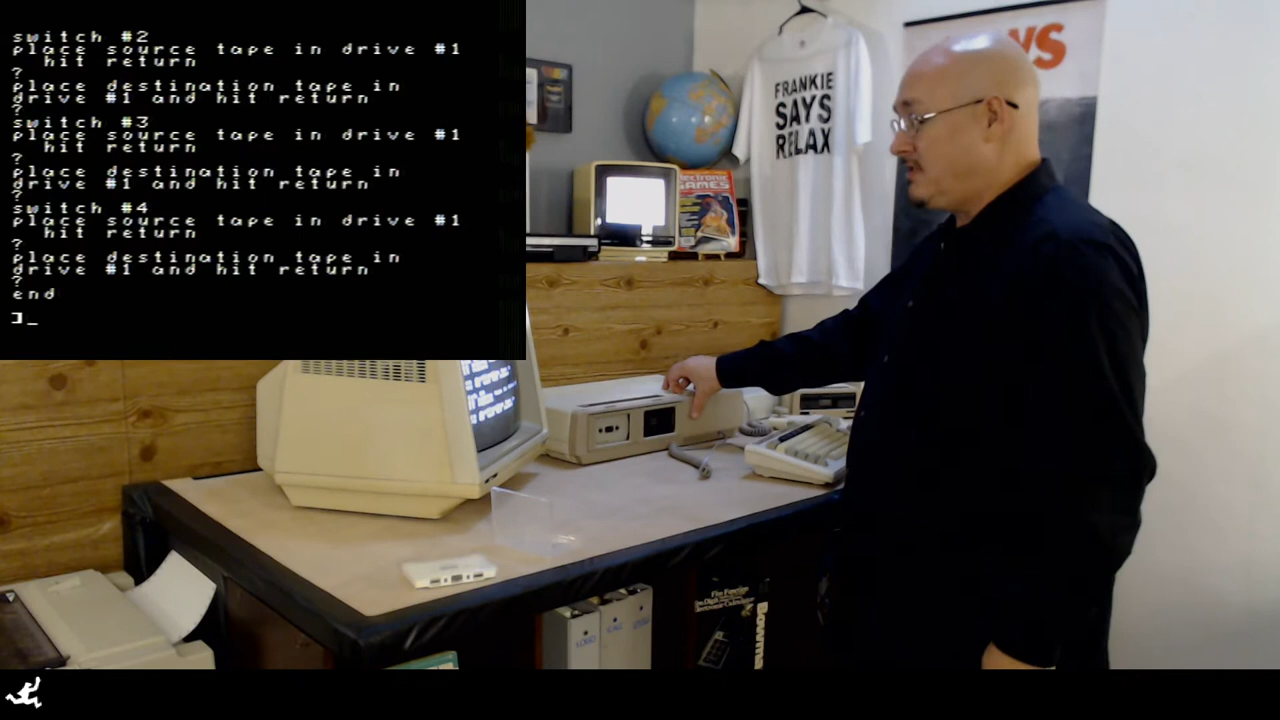 switch #2
place source tape in drive #1
hit return
?
place destination tape in
drive #1 and hit return
?
switch #3
place source tape in drive #1
hit return
?
place destination tape in
drive #1 and hit return
?
switch #4
place source tape in drive #1
hit return
?
place destination tape in
drive #1 and hit return
?
end
]_
FRANKIE
SAYS
RELAX
GAMES
LOGO